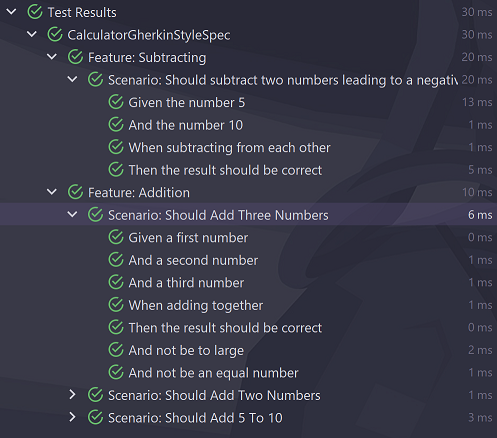 Test Results 30 ms
CalculatorGherkinStyleSpec 30 ms
Feature: Subtracting 20 ms
Scenario: Should subtract two numbers leading to a negativ 20 ms
Given the number 5 13 ms
And the number 10 1 ms
When subtracting from each other 1 ms
Then the result should be correct 5 ms
Feature: Addition 10 ms
Scenario: Should Add Three Numbers 6 ms
Given a first number 0 ms
And a second number 1 ms
And a third number 1 ms
When adding together 1 ms
Then the result should be correct 0 ms
And not be to large 2 ms
And not be an equal number 1 ms
Scenario: Should Add Two Numbers 1 ms
Scenario: Should Add 5 To 10 3 ms